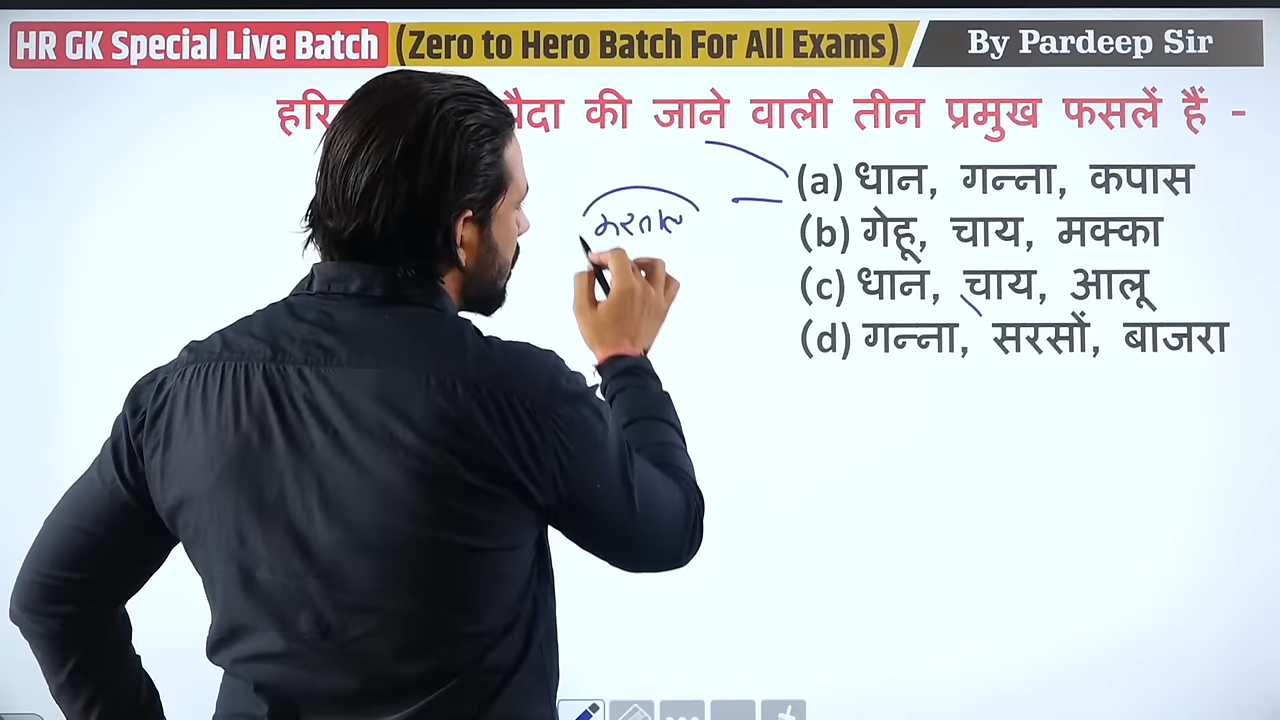 HR GK Special Live Batch (Zero to Hero Batch For All Exams) By Pardeep Sir
पैदा की जाने वाली तीन प्रमुख फसलें हैं -
(a) धान, गन्ना, कपास
(b) गेहू, चाय, मक्का
(c) धान, चाय, आलू
(d) गन्ना, सरसों, बाजरा